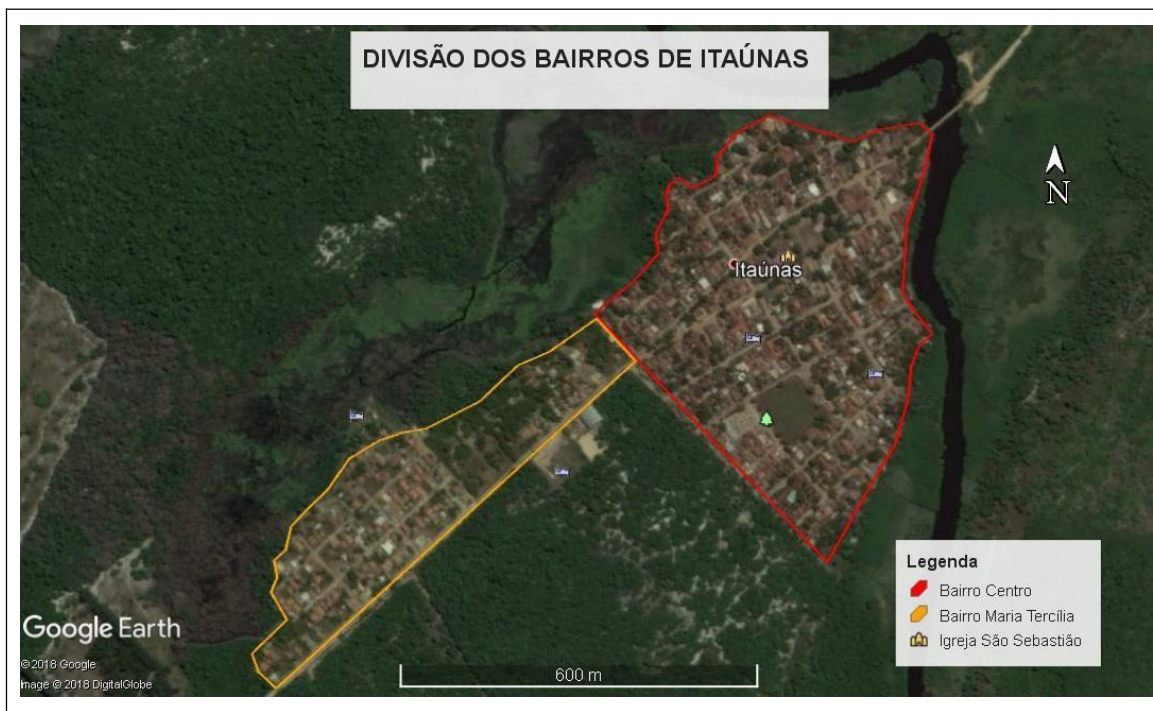 DIVISÃO DOS BAIRROS DE ITAÚNAS
N
Itaúnas
Legenda
Bairro Centro
Bairro Maria Tercília
Igreja São Sebastião
Google Earth
© 2018 Google
Image © 2018 DigitalGlobe
600 m